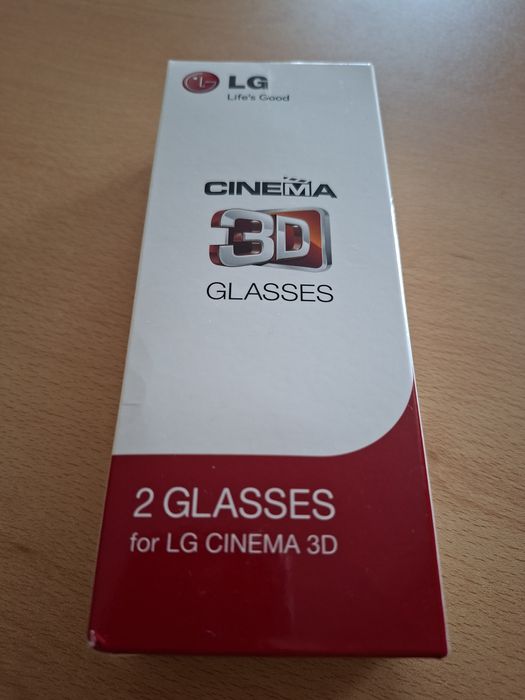 LG
Life's Good
CINEMA
3D
GLASSES
2 GLASSES
for LG CINEMA 3D